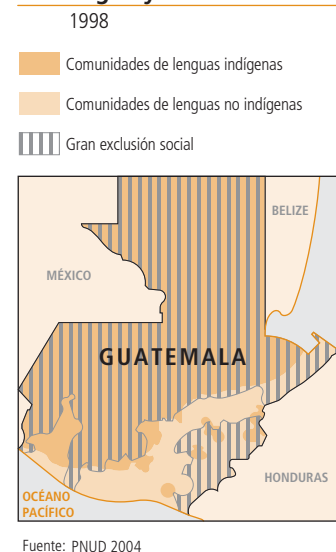 1998
Comunidades de lenguas indígenas
Comunidades de lenguas no indígenas
Gran exclusión social
BELIZE
MÉXICO
GUATEMALA
HONDURAS
OCÉANO
PACÍFICO
Fuente: PNUD 2004